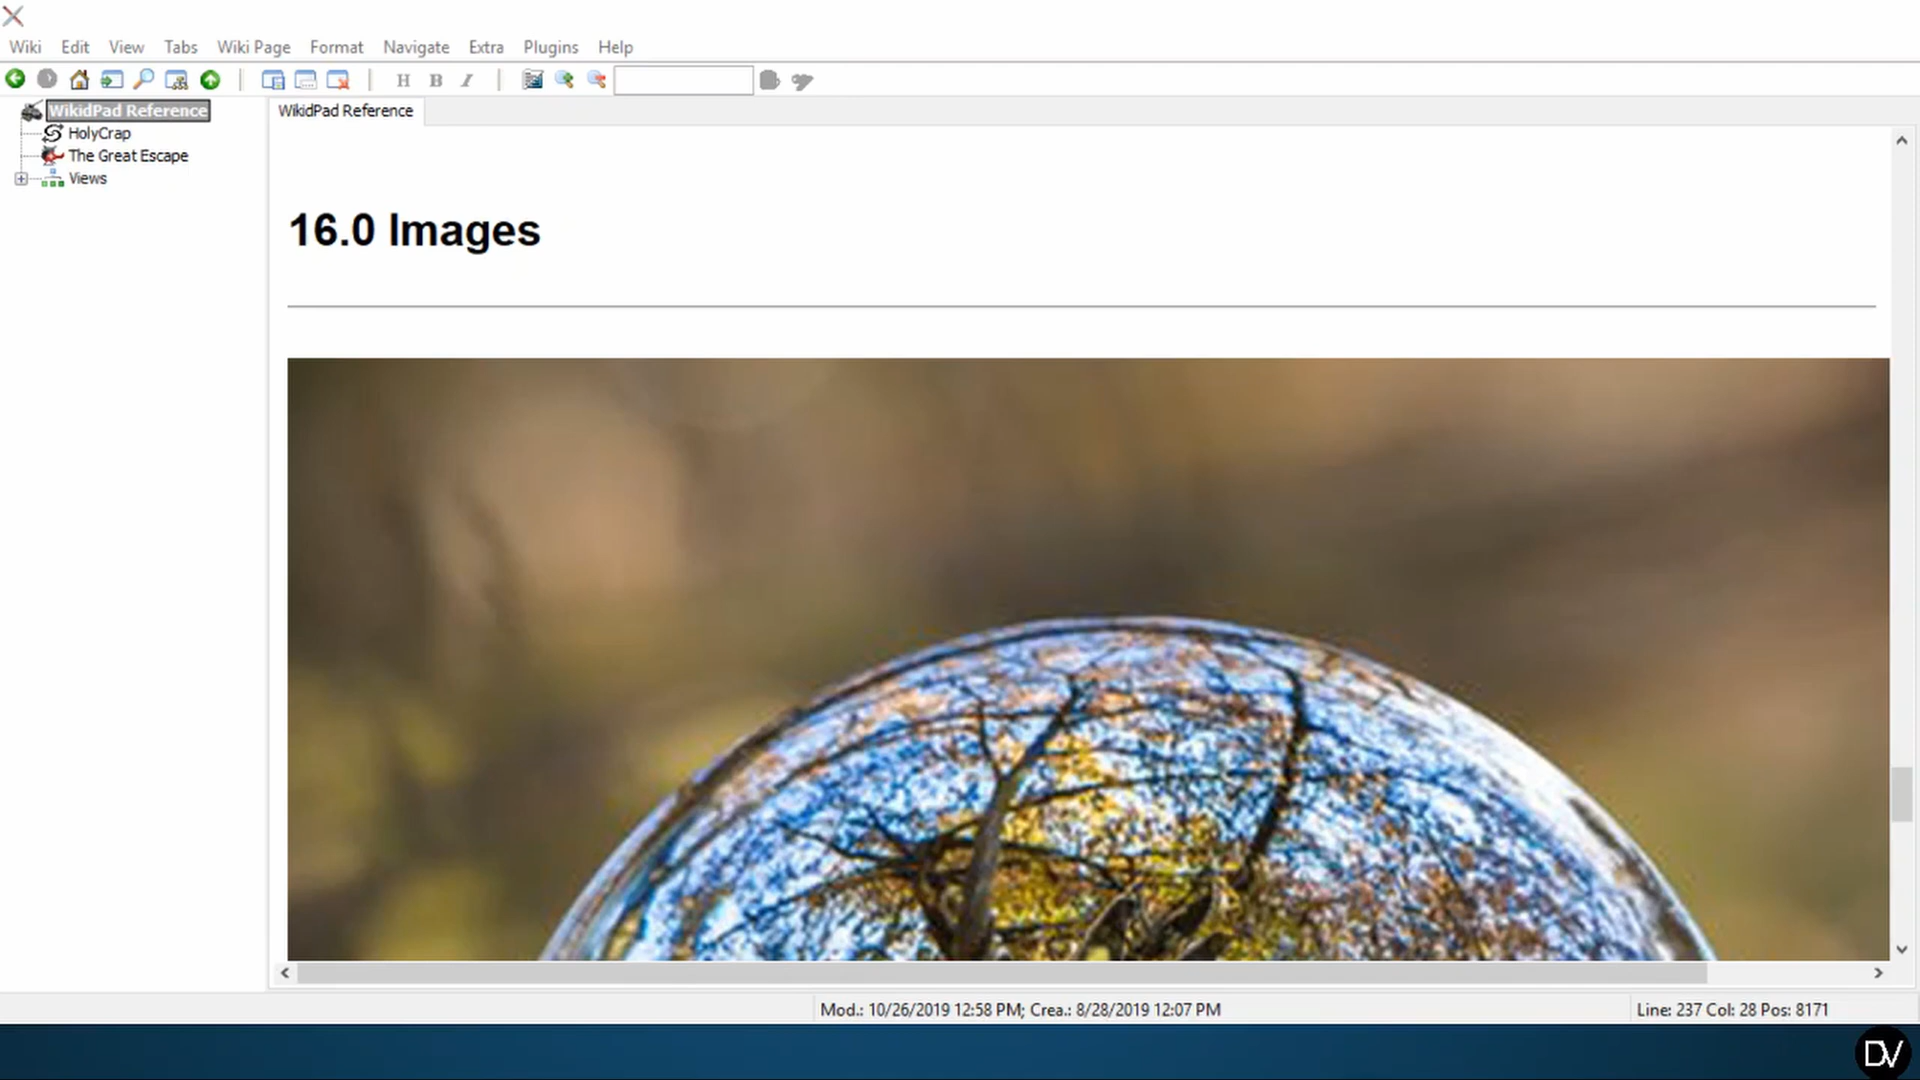 Wiki Edit View Tabs Wiki Page Format Navigate Extra Plugins Help
H B I
WikidPad Reference
HolyCrap
The Great Escape
Views
WikidPad Reference
16.0 Images
Mod.: 10/26/2019 12:58 PM; Crea.: 8/28/2019 12:07 PM
Line: 237 Col: 28 Pos: 8171
DV